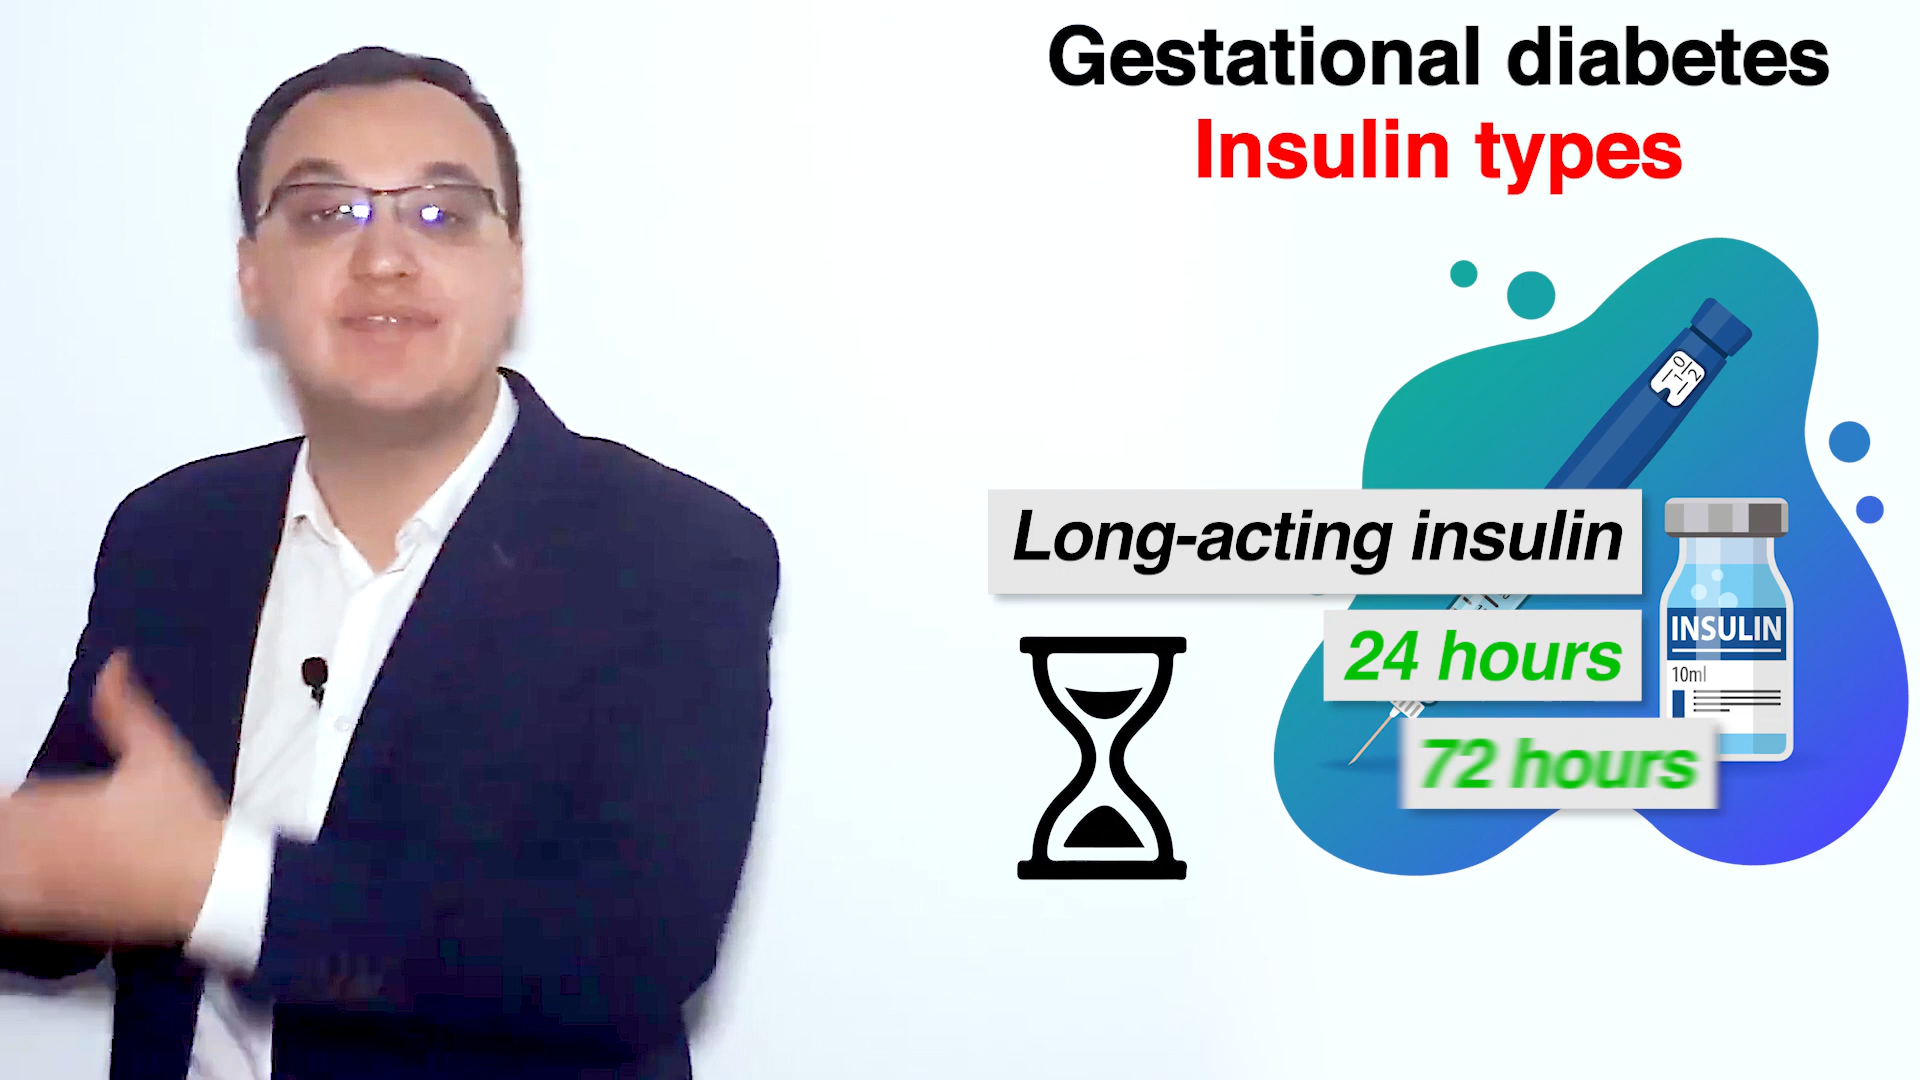 Gestational diabetes
Insulin types
Long-acting insulin
24 hours
72 hours
INSULIN
10ml